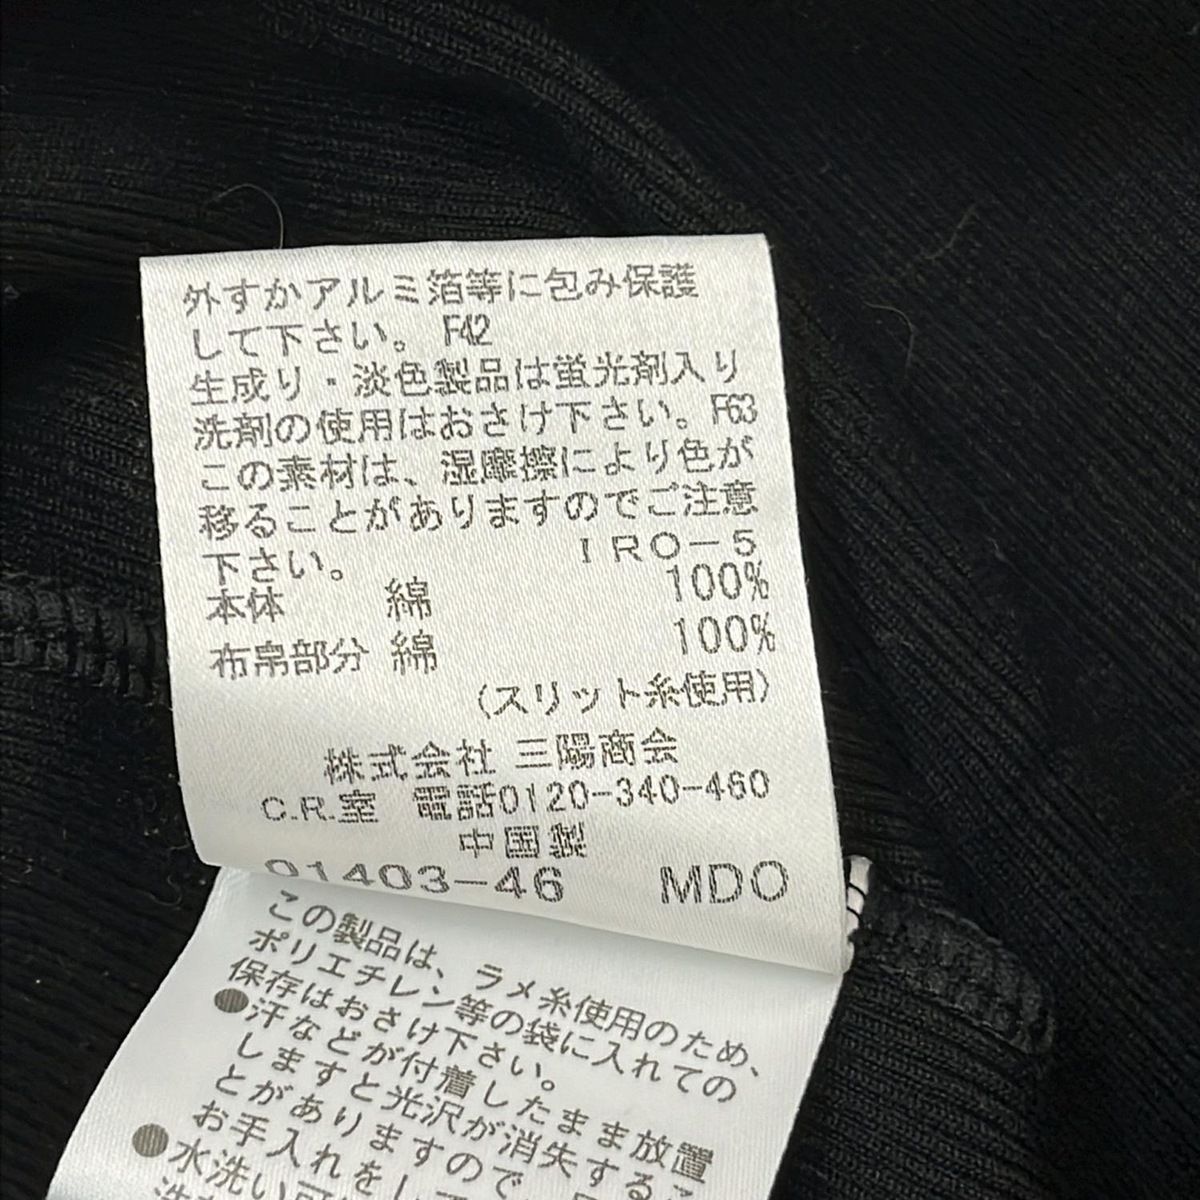 外すかアルミ箔等に包み保護
して下さい。 F42
生成り・淡色製品は蛍光剤入り
洗剤の使用はおさけ下さい。F63
この素材は、湿摩擦により色が
移ることがありますのでご注意
下さい。 IRO-5
本体 綿 100%
布帛部分 綿 100%
(スリット糸使用)
株式会社 三陽商会
C.R.室 電話0120-340-460
中国製
01403-46 MDO
この製品は、ラメ糸使用のため、
ポリエチレン等の袋に入れての
保存はおさけ下さい。
●汗などが付着したまま放置
しますと光沢が消失するこ
とがありますので
お手入れをして
●水洗い可